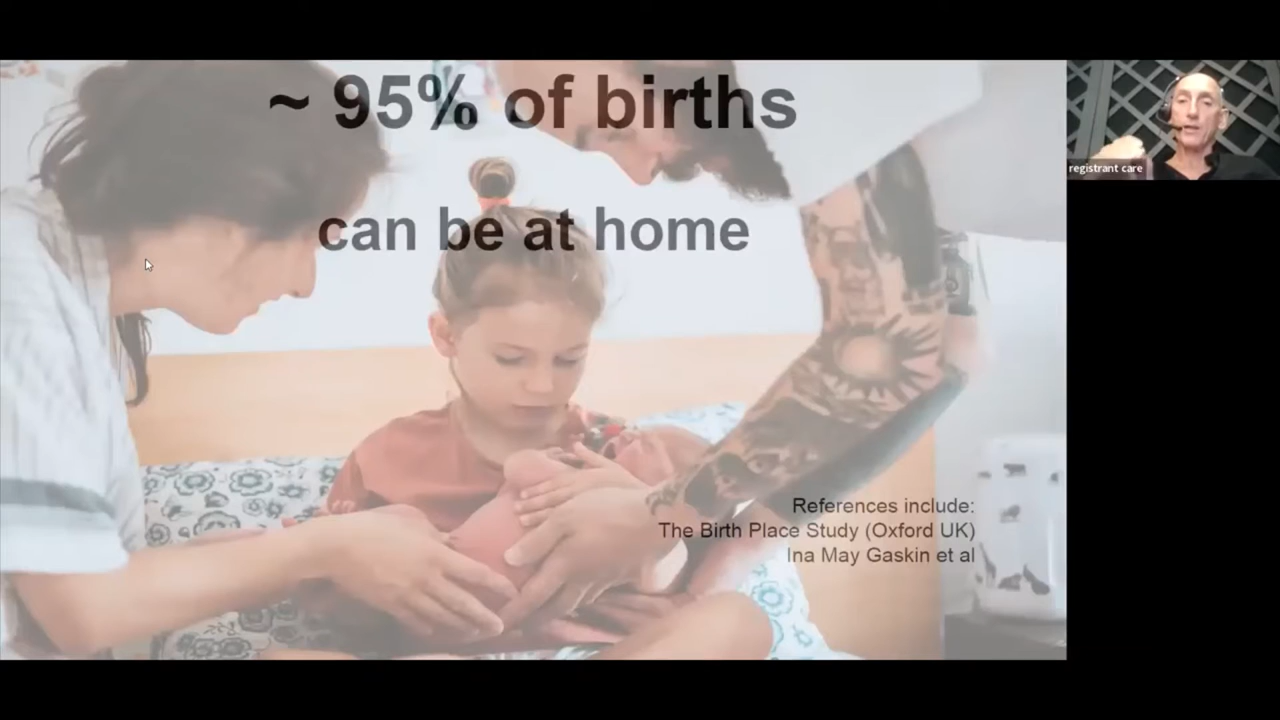 ~ 95% of births
can be at home
References include:
The Birth Place Study (Oxford UK)
Ina May Gaskin et al
registrant care